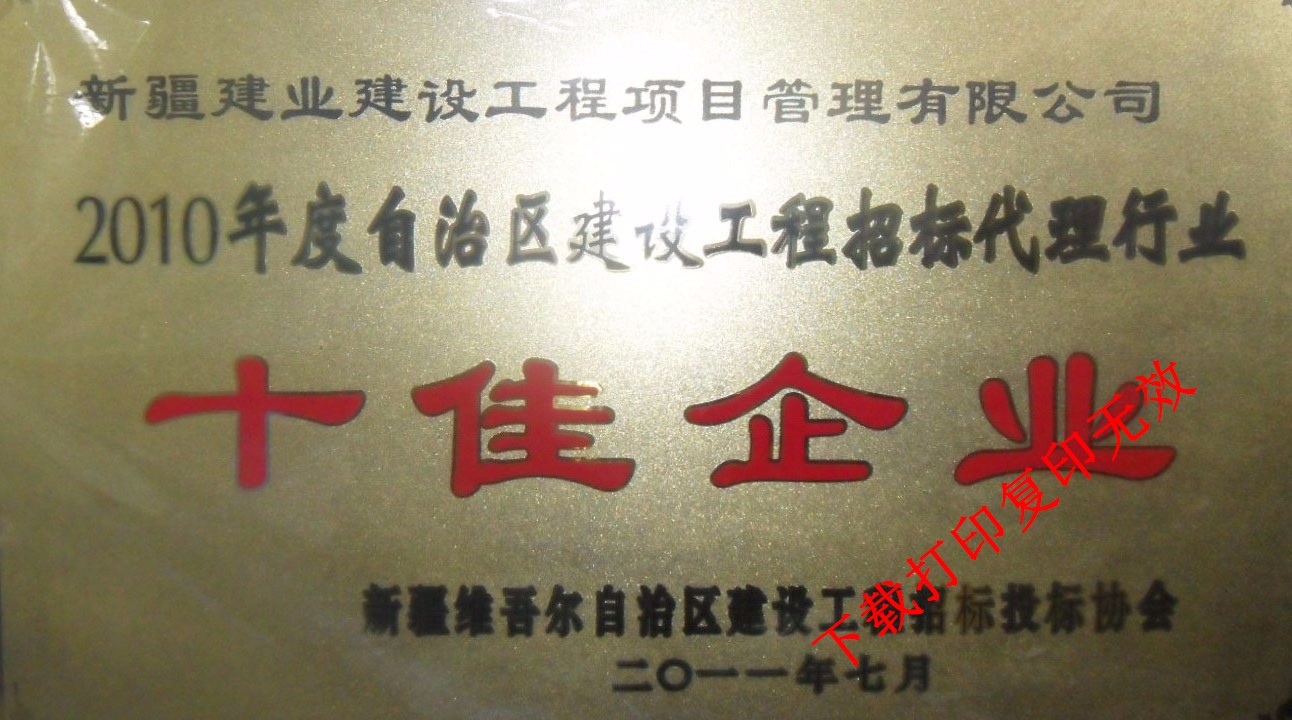 新疆建业建设工程项目管理有限公司
2010年度自治区建设工程招标代理行业
十佳企业
新疆维吾尔自治区建设工程招标投标协会
二〇一一年七月
下载打印复印无效